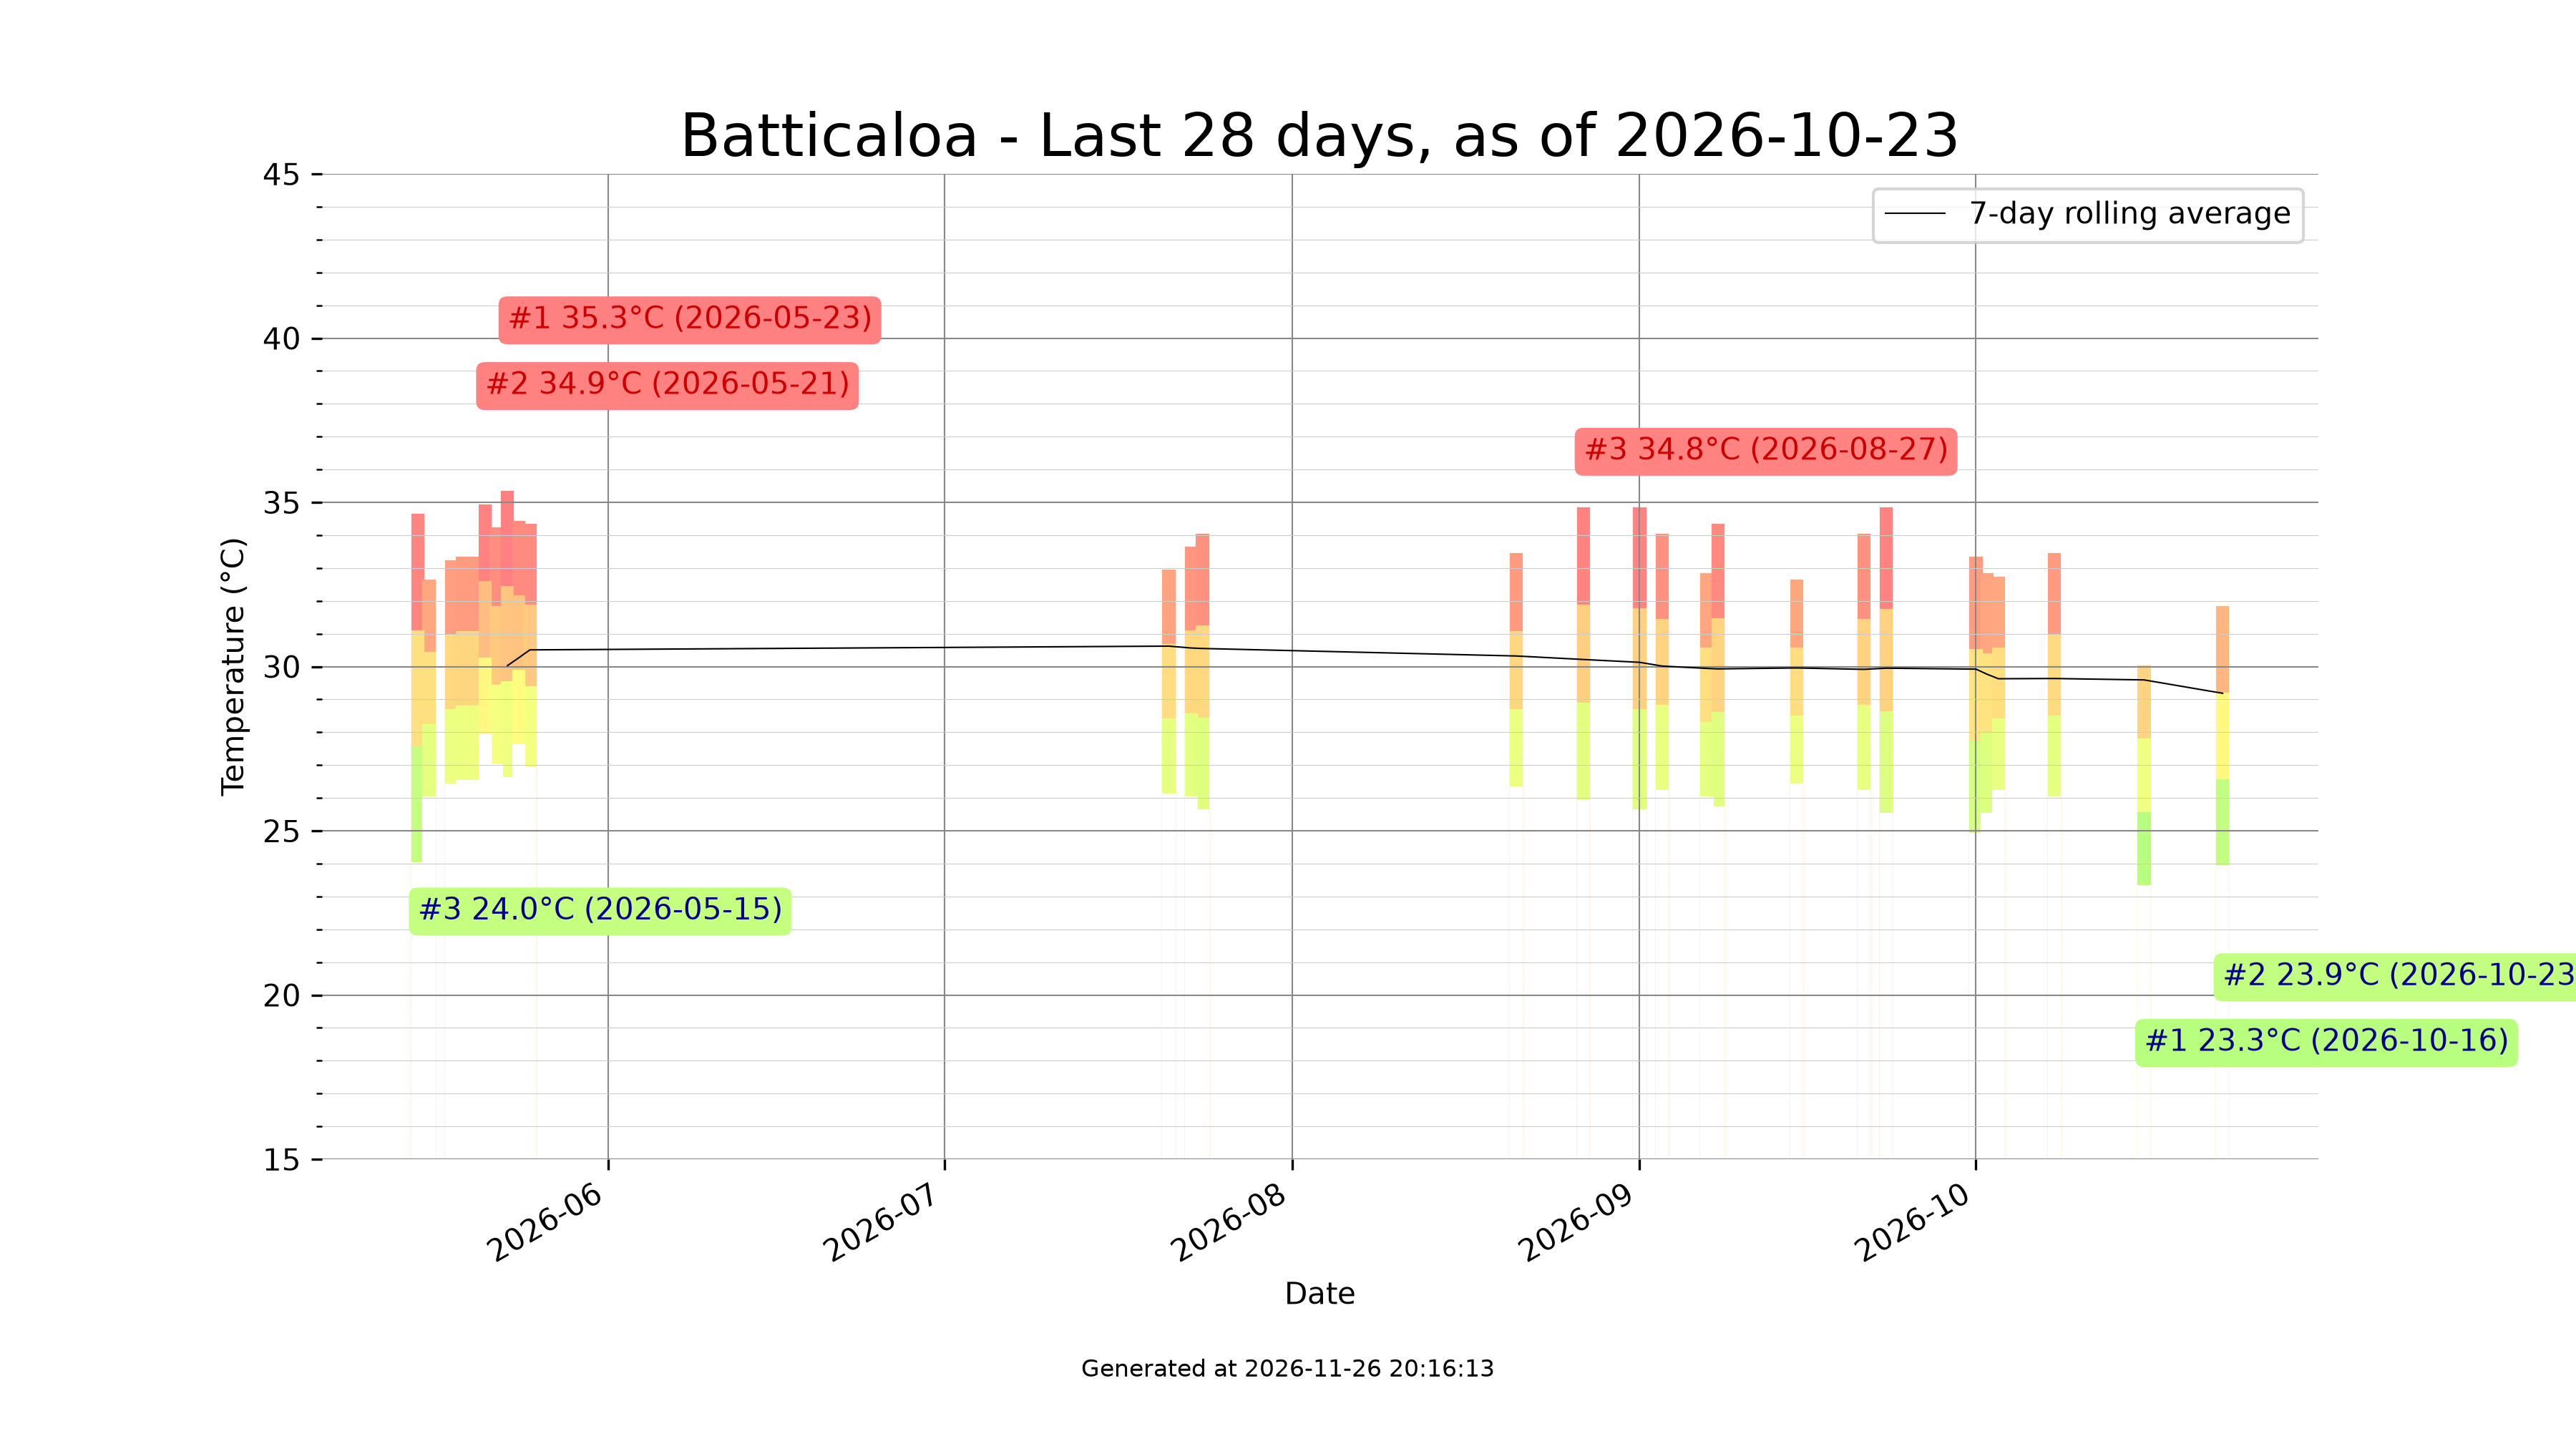 Batticaloa - Last 28 days, as of 2026-10-23
45
7-day rolling average
#1 35.3°C (2026-05-23)
40
#2 34.9°C (2026-05-21)
#3 34.8°C (2026-08-27)
35
Temperature (°C)
30
25
#3 24.0°C (2026-05-15)
#2 23.9°C (2026-10-23
20
#1 23.3°C (2026-10-16)
15
2026-06
2026-07
2026-08
2026-09
2026-10
Date
Generated at 2026-11-26 20:16:13